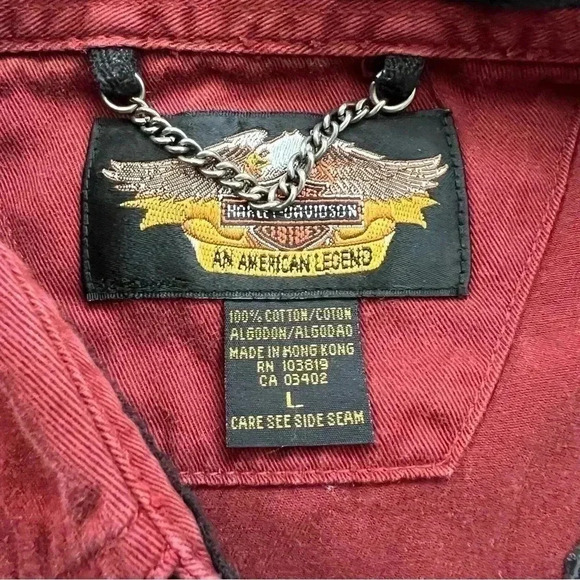 HARLEY-DAVIDSON
AN AMERICAN LEGEND
100% COTTON/COTON
ALGODON/ALGODAO
MADE IN HONG KONG
RN 103819
CA 03402
L
CARE SEE SIDE SEAM